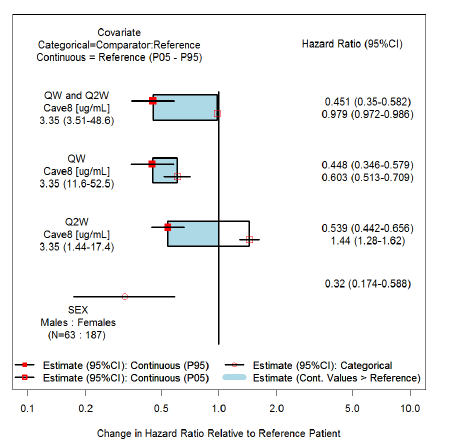 Covariate
Categorical=Comparator:Reference
Continuous = Reference (P05 - P95)
Hazard Ratio (95%CI)
QW and Q2W
Cave8 [ug/mL]
3.35 (3.51-48.6)
0.451 (0.35-0.582)
0.979 (0.972-0.986)
QW
Cave8 [ug/mL]
3.35 (11.6-52.5)
0.448 (0.346-0.579)
0.603 (0.513-0.709)
Q2W
Cave8 [ug/mL]
3.35 (1.44-17.4)
0.539 (0.442-0.656)
1.44 (1.28-1.62)
0.32 (0.174-0.588)
SEX
Males : Females
(N=63 : 187)
Estimate (95%CI): Continuous (P95)
Estimate (95%CI): Categorical
Estimate (95%CI): Continuous (P05)
Estimate (Cont. Values > Reference)
0.1 0.2 0.5 1.0 2.0 5.0 10.0
Change in Hazard Ratio Relative to Reference Patient